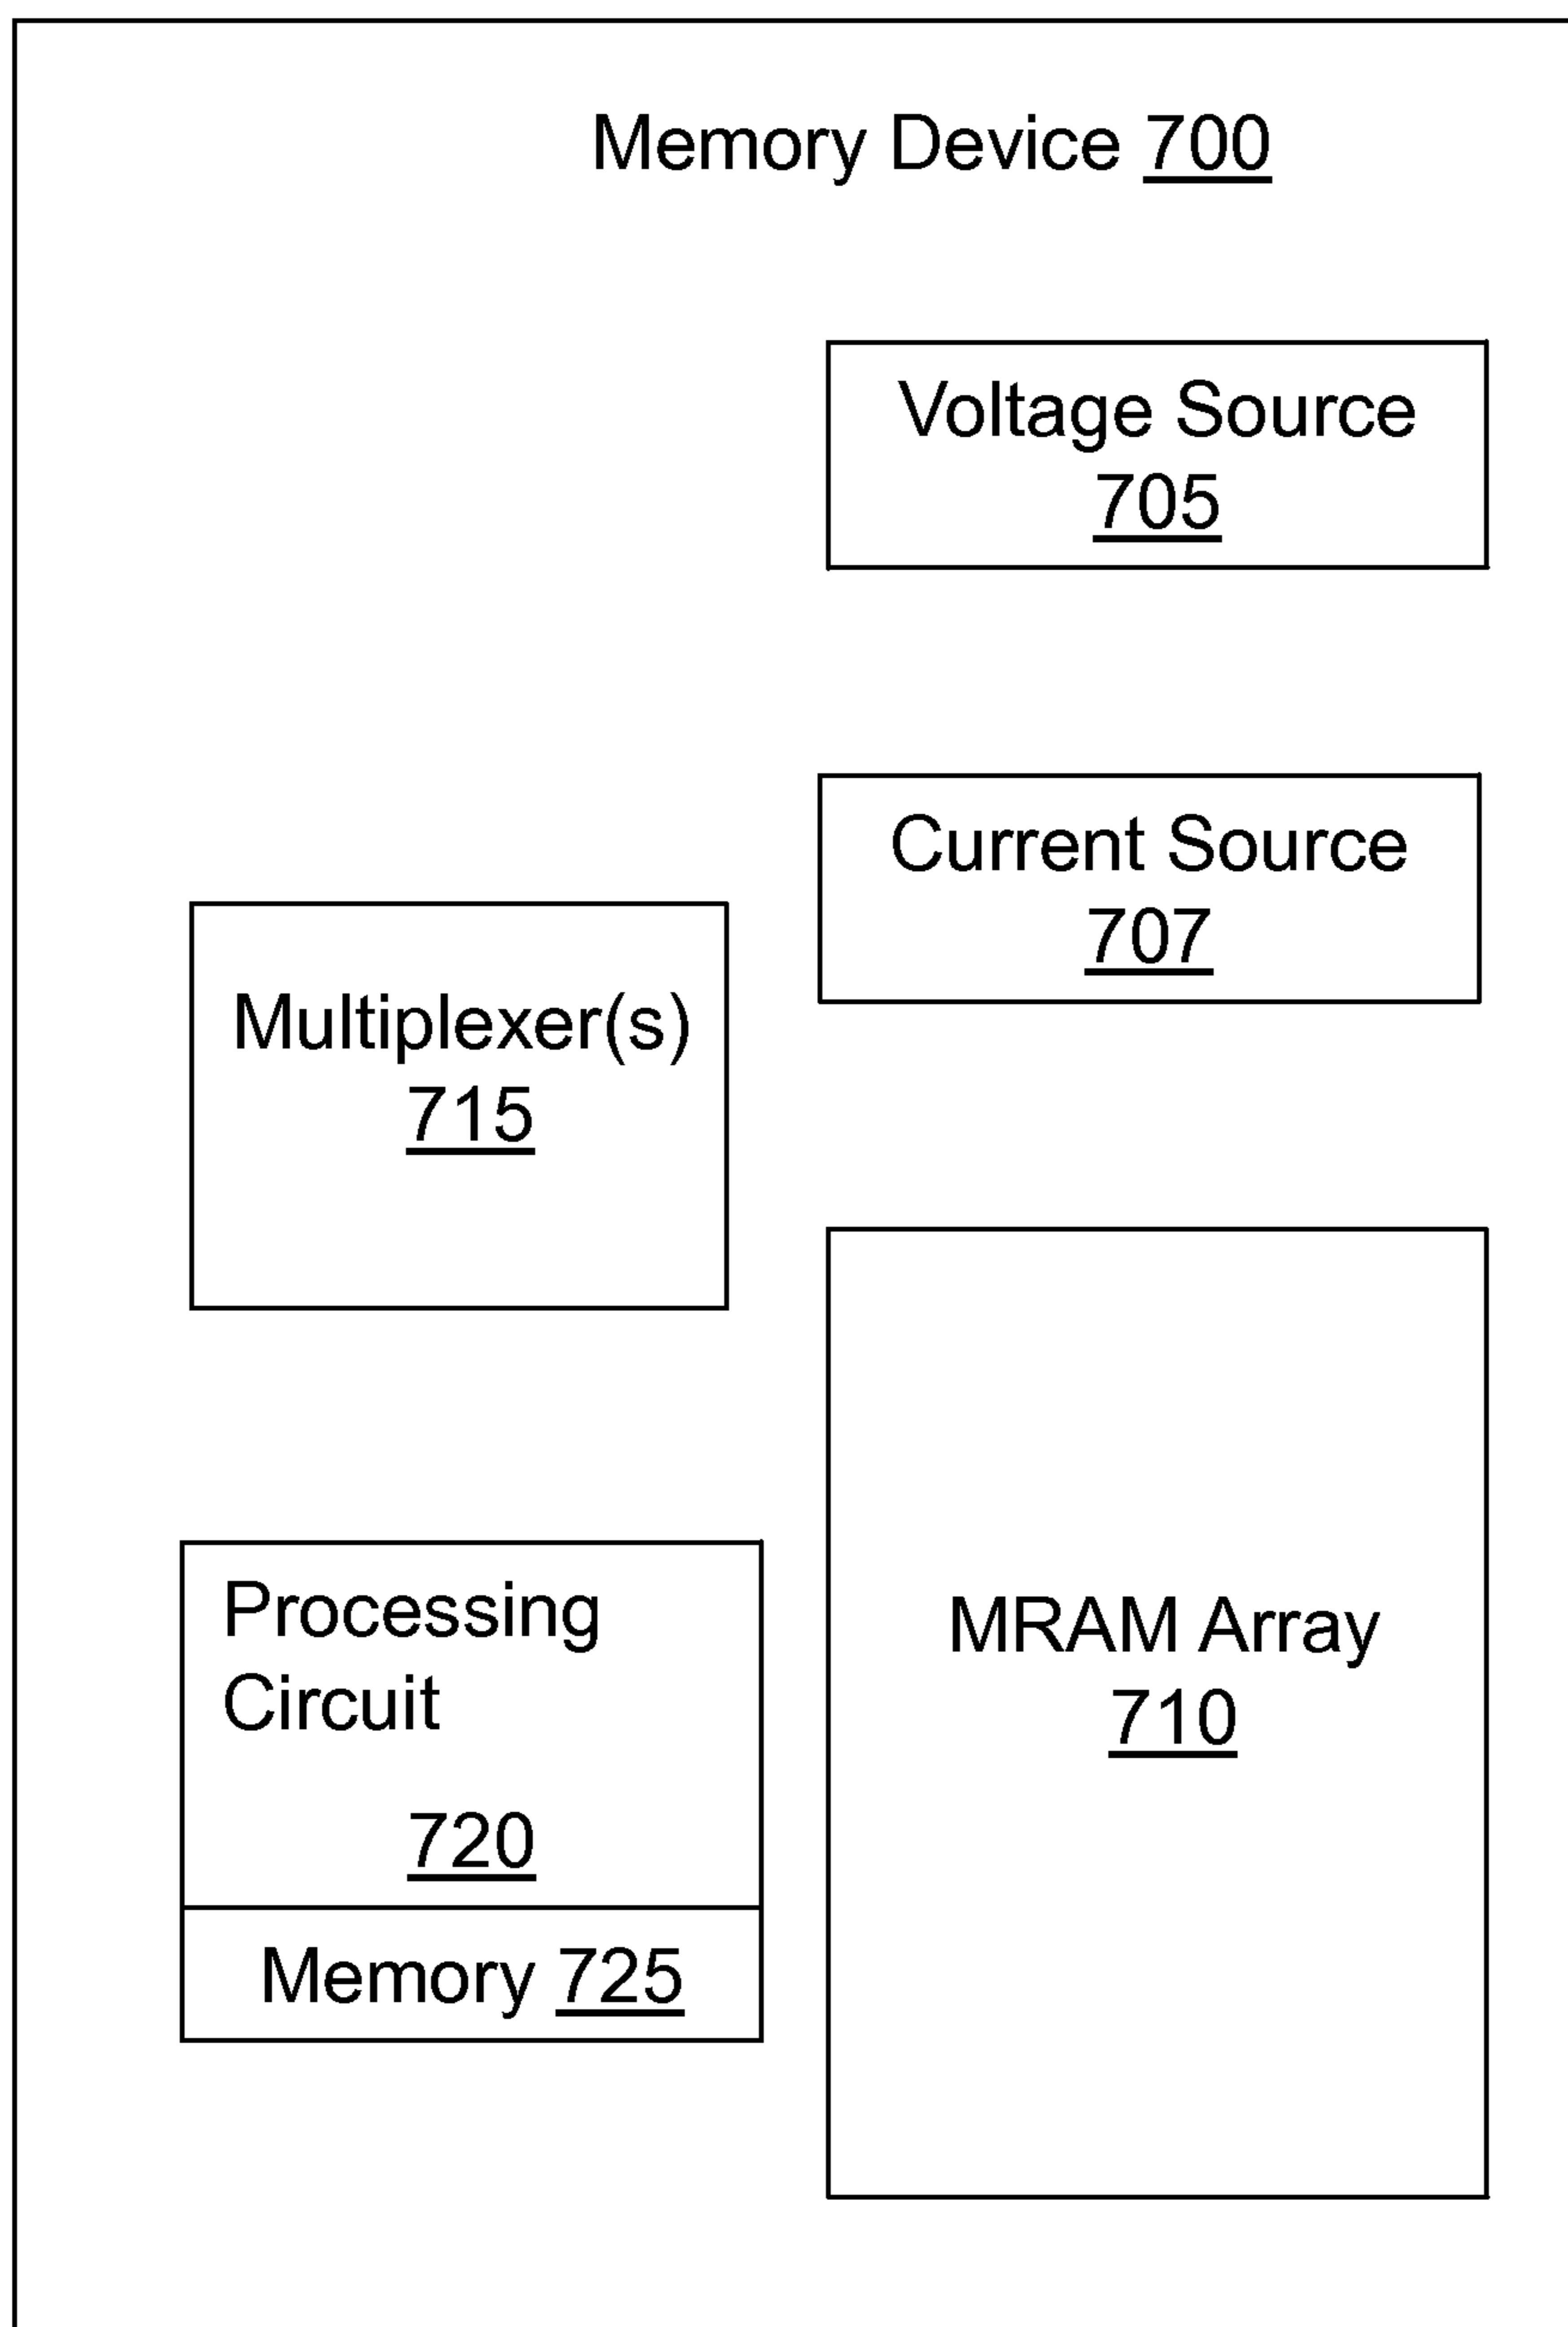 Memory Device 700
Voltage Source
705
Current Source
707
Multiplexer(s)
715
Processing
Circuit
720
Memory 725
MRAM Array
710